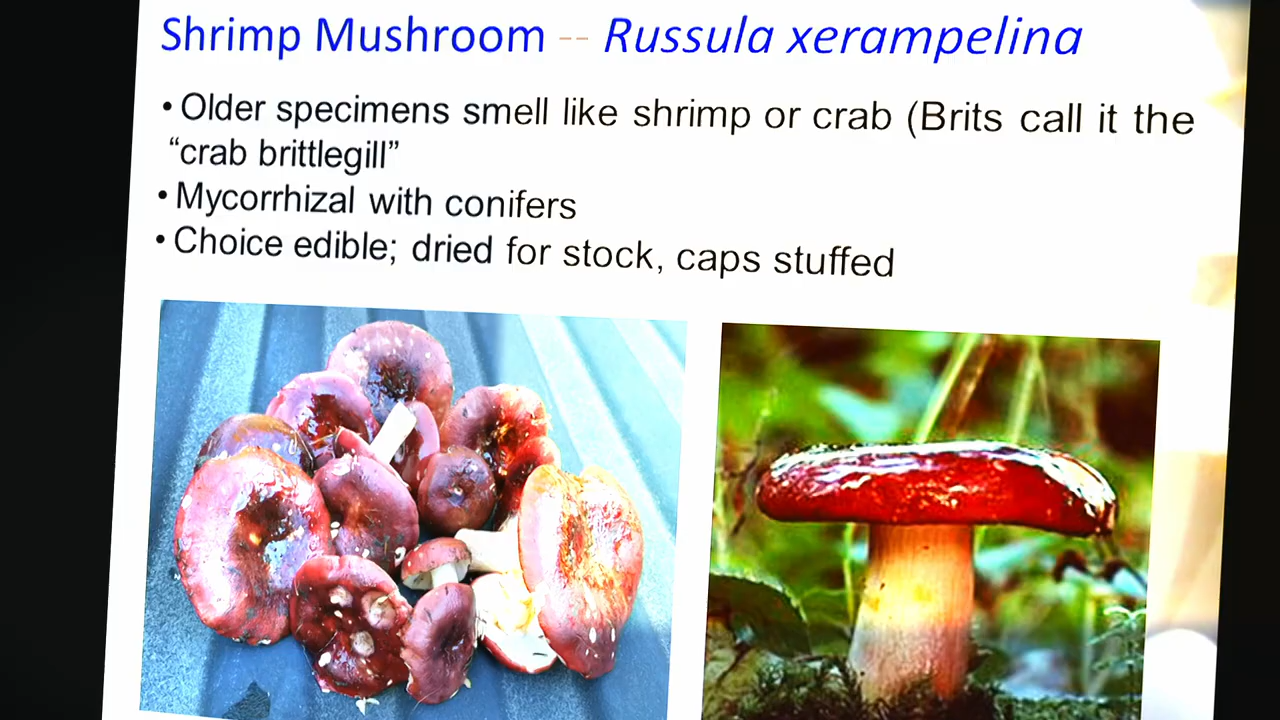 Shrimp Mushroom -- Russula xerampelina
• Older specimens smell like shrimp or crab (Brits call it the
“crab brittlegill”
• Mycorrhizal with conifers
• Choice edible; dried for stock, caps stuffed